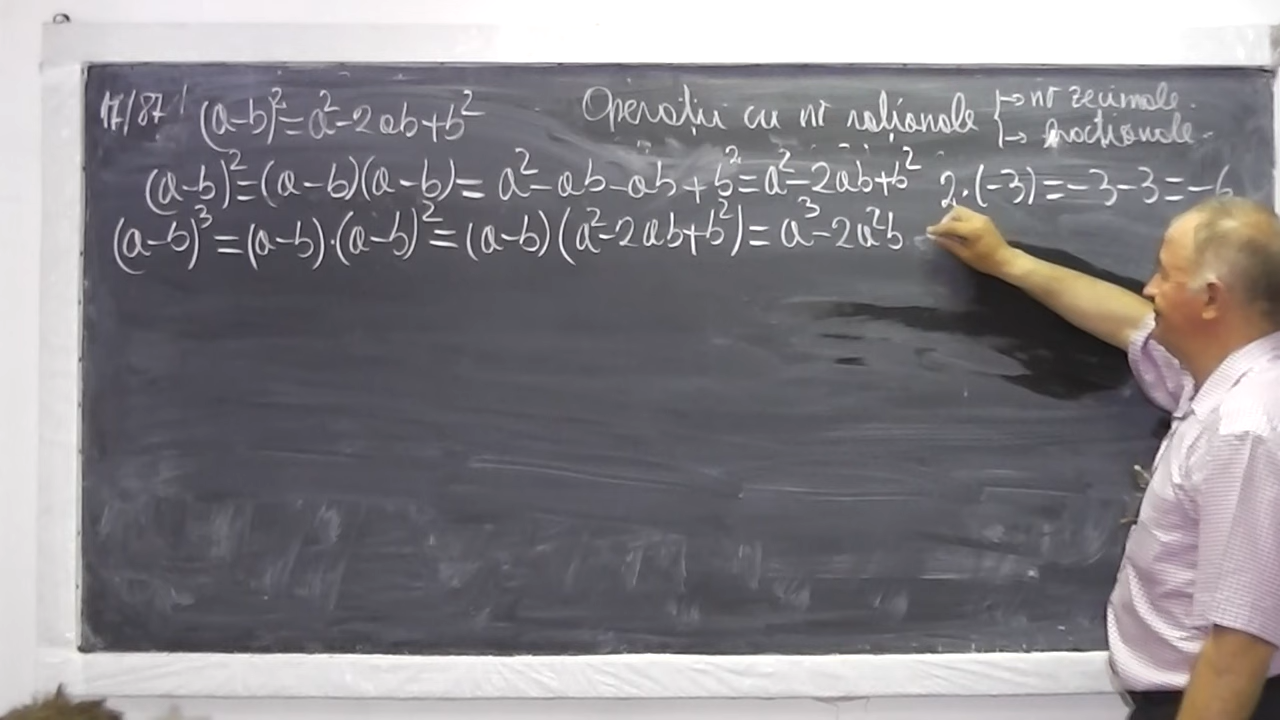 17/87 (a-b)²=a²-2ab+b² Operații cu nr raționale → nr zecimale.
→ fracționale.
(a-b)²=(a-b)(a-b)=a²-ab-ab+b²=a²-2ab+b² 2·(-3)=-3-3=-6
(a-b)³=(a-b)·(a-b)²=(a-b)(a²-2ab+b²)=a³-2a²b